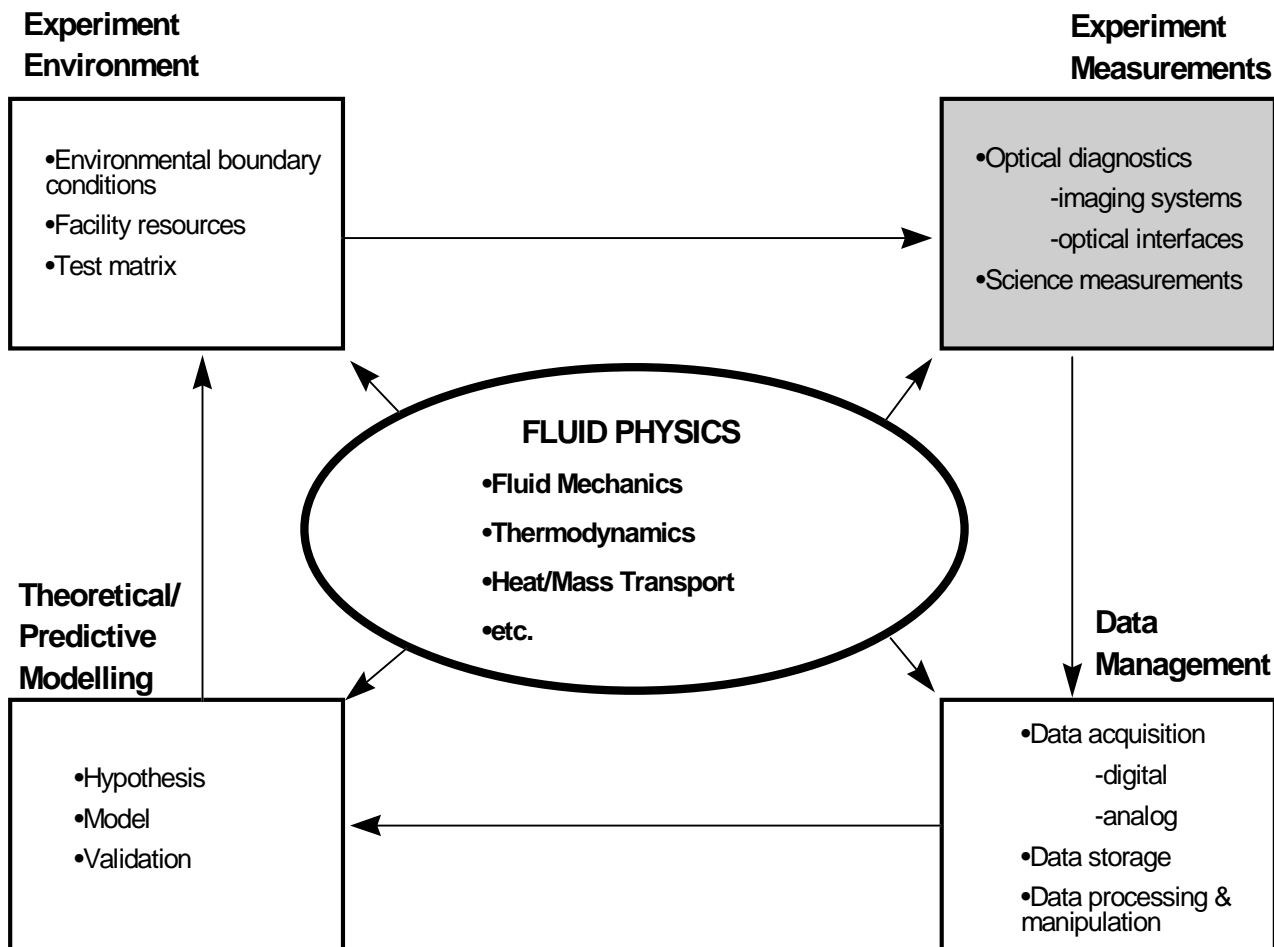 Experiment
Environment
•Environmental boundary
conditions
•Facility resources
•Test matrix
Experiment
Measurements
•Optical diagnostics
-imaging systems
-optical interfaces
•Science measurements
FLUID PHYSICS
•Fluid Mechanics
•Thermodynamics
•Heat/Mass Transport
•etc.
Theoretical/
Predictive
Modelling
•Hypothesis
•Model
•Validation
Data
Management
•Data acquisition
-digital
-analog
•Data storage
•Data processing &
manipulation